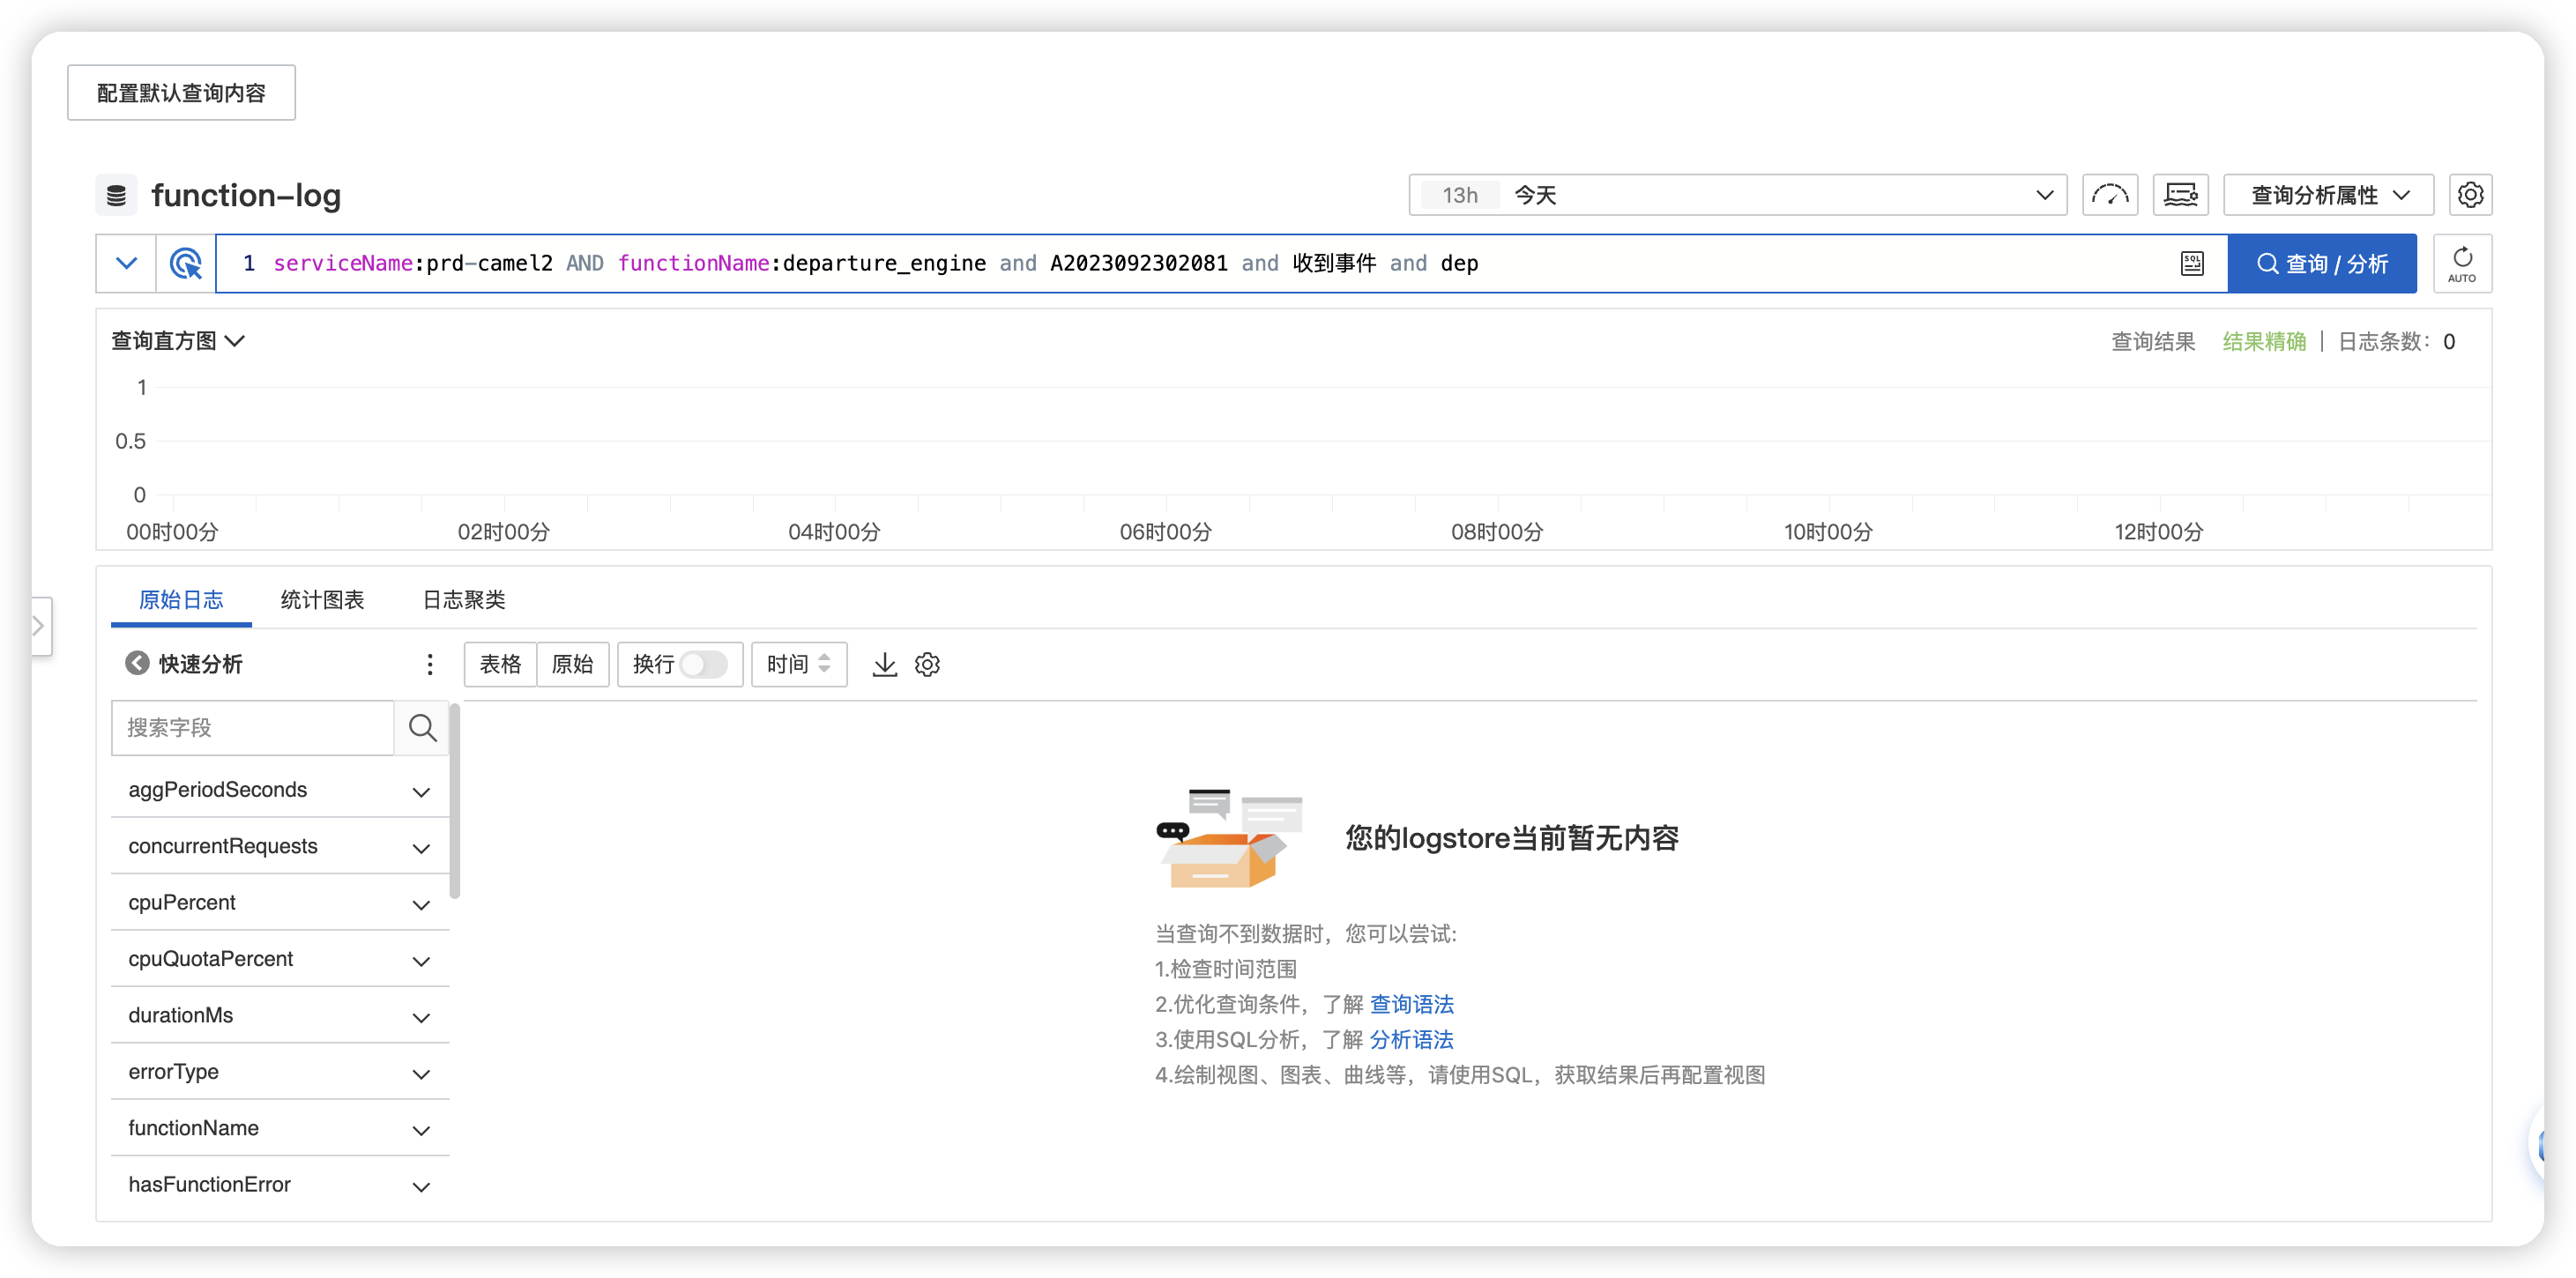 配置默认查询内容
function-log
13h 今天
查询分析属性
1 serviceName:prd-camel2 AND functionName:departure_engine and A2023092302081 and 收到事件 and dep
SQL
查询 / 分析
AUTO
查询直方图
查询结果 结果精确 | 日志条数: 0
1
0.5
0
00时00分 02时00分 04时00分 06时00分 08时00分 10时00分 12时00分
原始日志 统计图表 日志聚类
快速分析
表格 原始 换行 时间
搜索字段
aggPeriodSeconds
concurrentRequests
cpuPercent
cpuQuotaPercent
durationMs
errorType
functionName
hasFunctionError
您的logstore当前暂无内容
当查询不到数据时，您可以尝试:
1.检查时间范围
2.优化查询条件，了解 查询语法
3.使用SQL分析，了解 分析语法
4.绘制视图、图表、曲线等，请使用SQL，获取结果后再配置视图